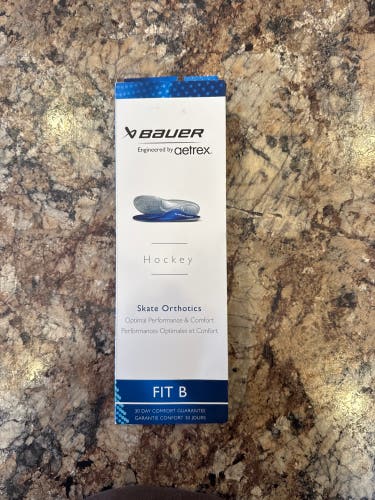 BAUER
Engineered by aetrex.
Hockey
Skate Orthotics
Optimal Performance & Comfort
Performances Optimales et Confort
FIT B
30 DAY COMFORT GUARANTEE
GARANTIE CONFORT 30 JOURS